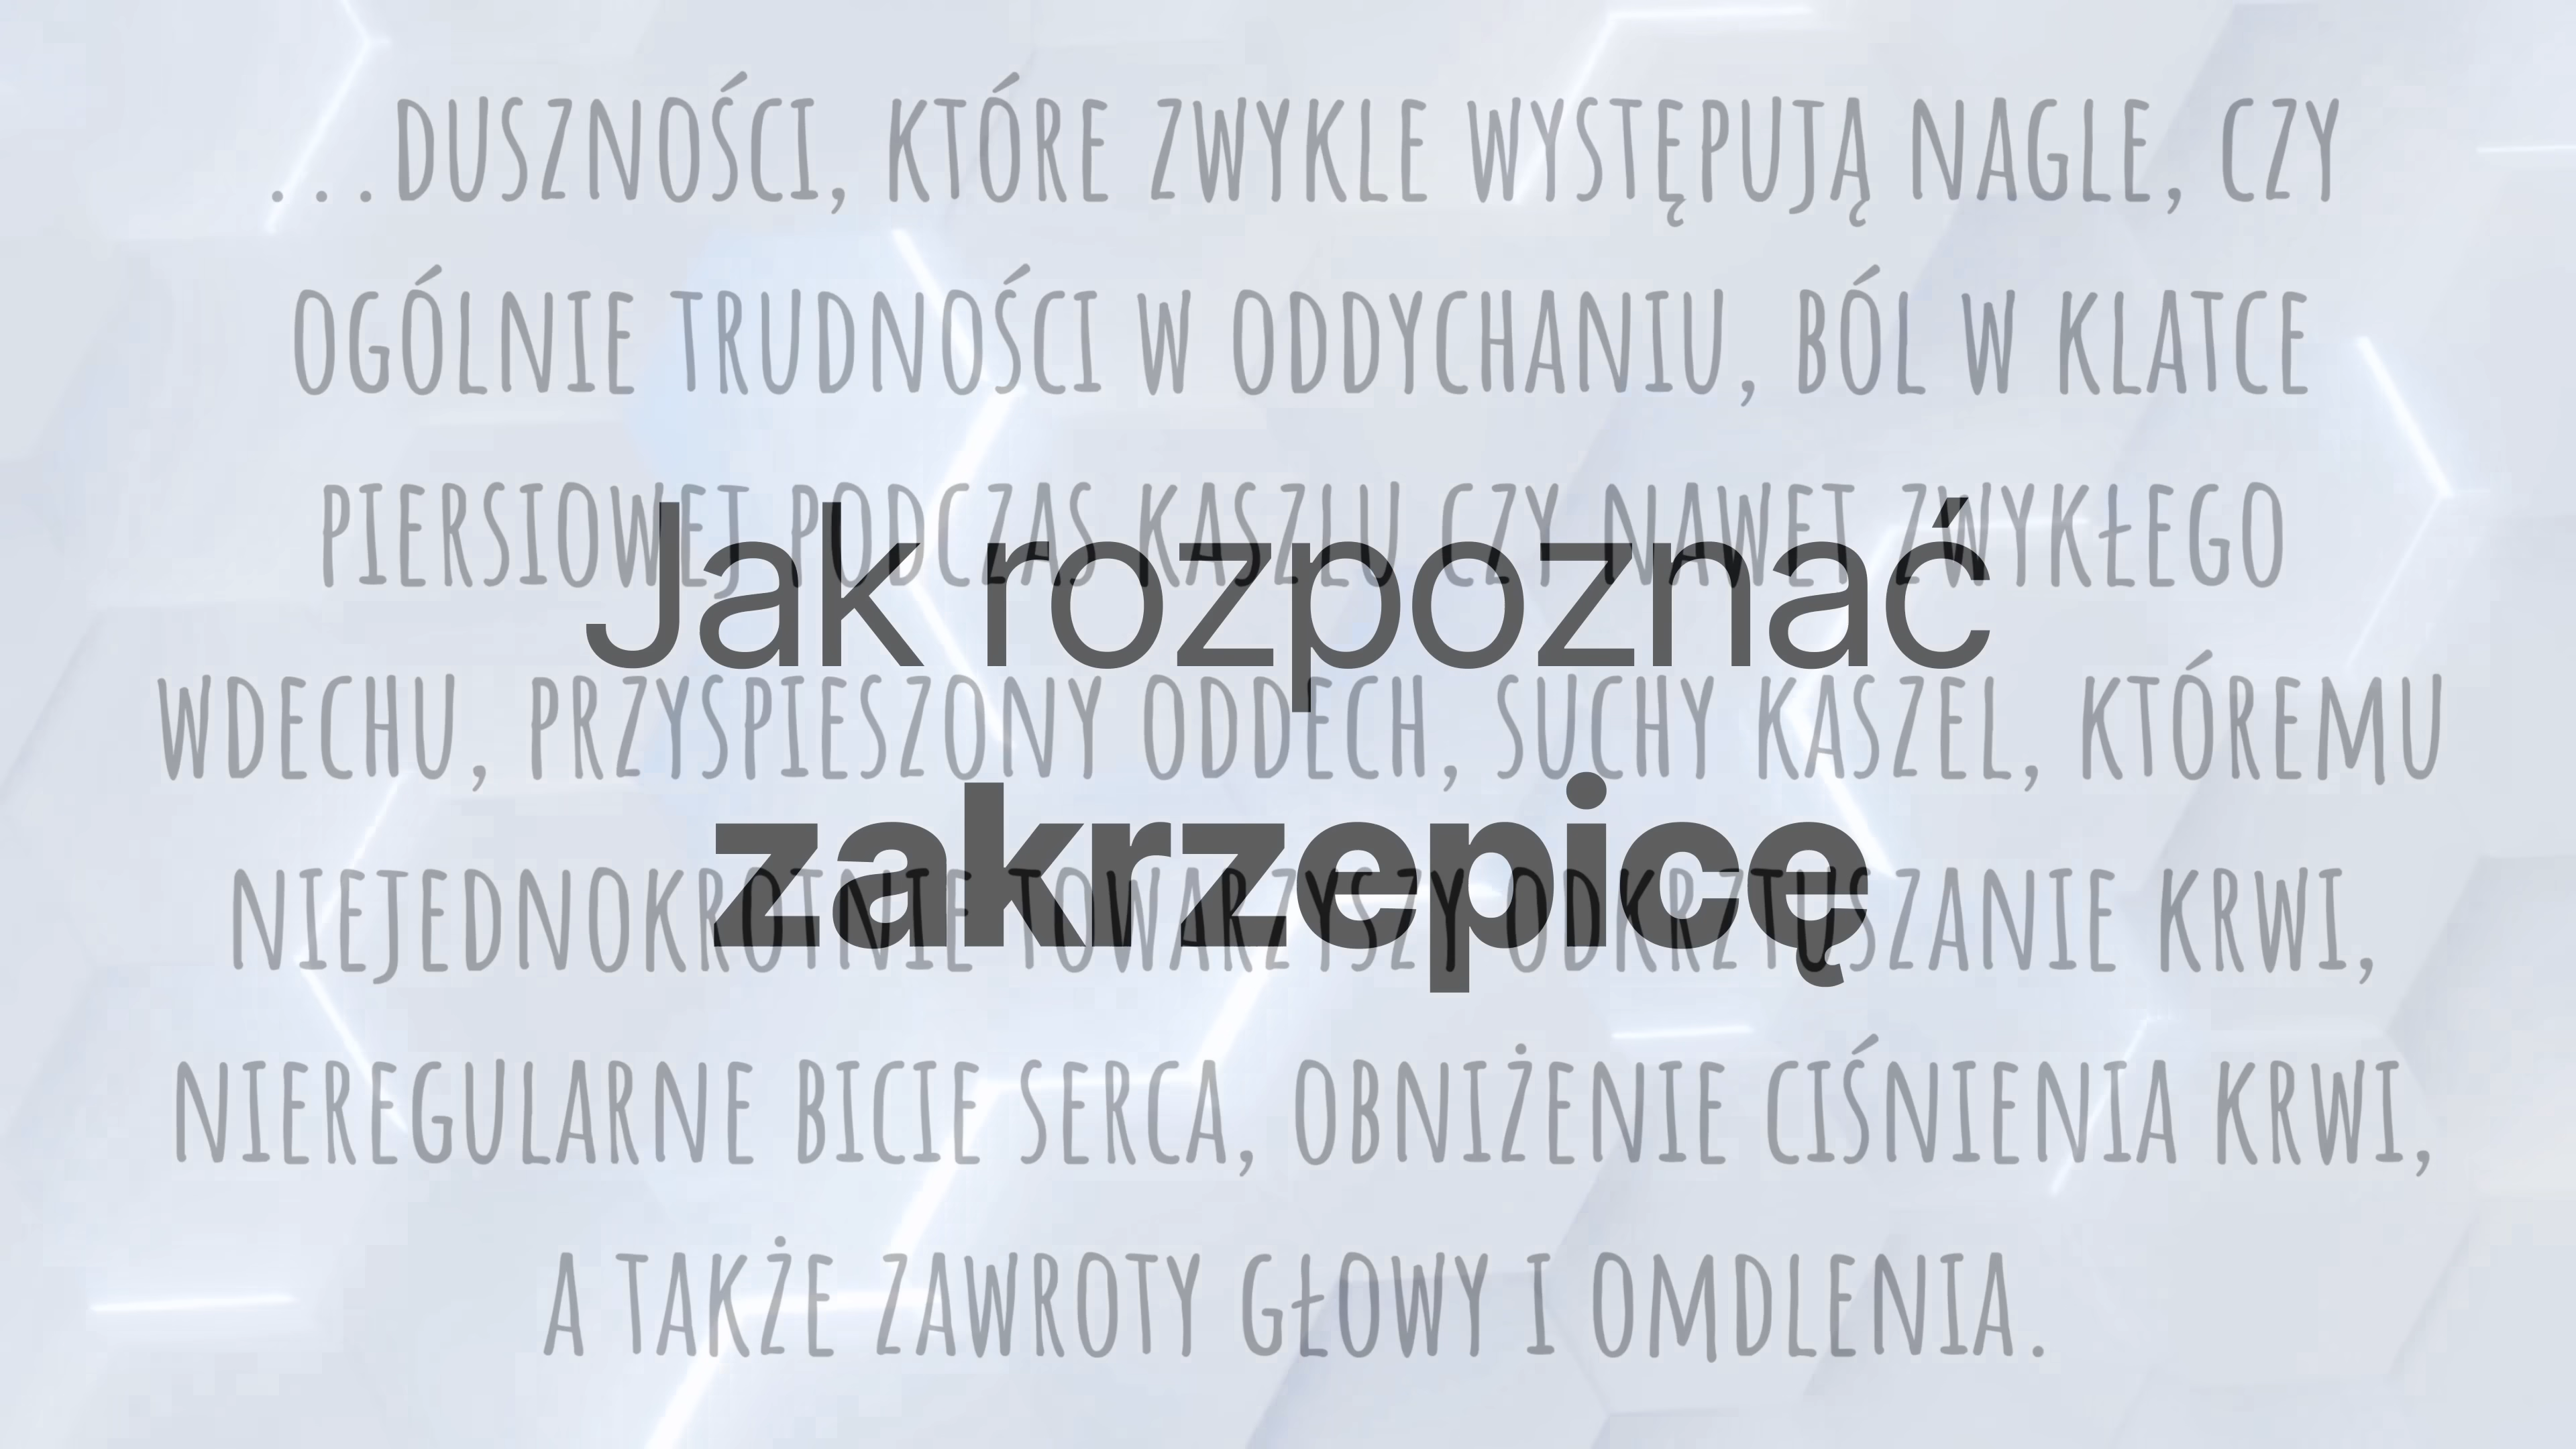 ...DUSZNOŚCI, KTÓRE ZWYKLE WYSTĘPUJĄ NAGLE, CZY
OGÓLNIE TRUDNOŚCI W ODDYCHANIU, BÓL W KLATCE
PIERSIOWEJ PODCZAS KASZLU CZY NAWET ZWYKŁEGO
Jak rozpoznać
WDECHU, PRZYSPIESZONY ODDECH, SUCHY KASZEL, KTÓREMU
zakrzepicę
NIEJEDNOKROTNIE TOWARZYSZY ODKRZTUSZANIE KRWI,
NIEREGULARNE BICIE SERCA, OBNIŻENIE CIŚNIENIA KRWI,
A TAKŻE ZAWROTY GŁOWY I OMDLENIA.